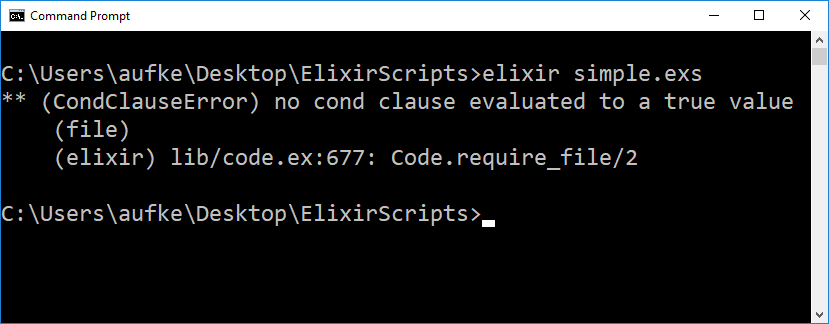 Command Prompt
C:\Users\aufke\Desktop\ElixirScripts>elixir simple.exs
** (CondClauseError) no cond clause evaluated to a true value
    (file)
    (elixir) lib/code.ex:677: Code.require_file/2
C:\Users\aufke\Desktop\ElixirScripts>